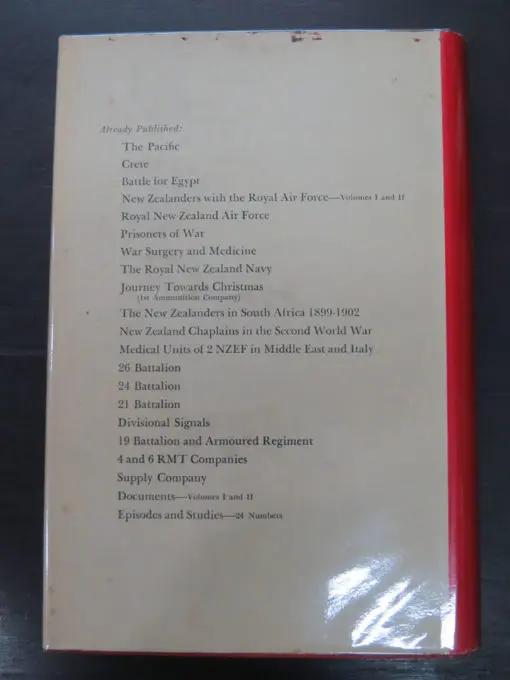 Already Published:
The Pacific
Crete
Battle for Egypt
New Zealanders with the Royal Air Force—Volumes I and II
Royal New Zealand Air Force
Prisoners of War
War Surgery and Medicine
The Royal New Zealand Navy
Journey Towards Christmas
(1st Ammunition Company)
The New Zealanders in South Africa 1899-1902
New Zealand Chaplains in the Second World War
Medical Units of 2 NZEF in Middle East and Italy
26 Battalion
24 Battalion
21 Battalion
Divisional Signals
19 Battalion and Armoured Regiment
4 and 6 RMT Companies
Supply Company
Documents—Volumes I and II
Episodes and Studies—24 Numbers